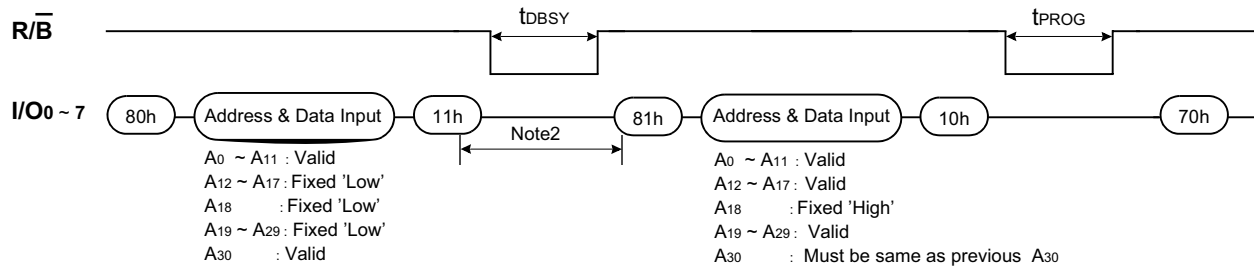 R/B̅ tDBSY tPROG
I/O0 ~ 7 80h Address & Data Input 11h 81h Address & Data Input 10h 70h
Note2
A0 ~ A11 : Valid
A12 ~ A17 : Fixed 'Low'
A18 : Fixed 'Low'
A19 ~ A29 : Fixed 'Low'
A30 : Valid
A0 ~ A11 : Valid
A12 ~ A17 : Valid
A18 : Fixed 'High'
A19 ~ A29 : Valid
A30 : Must be same as previous A30